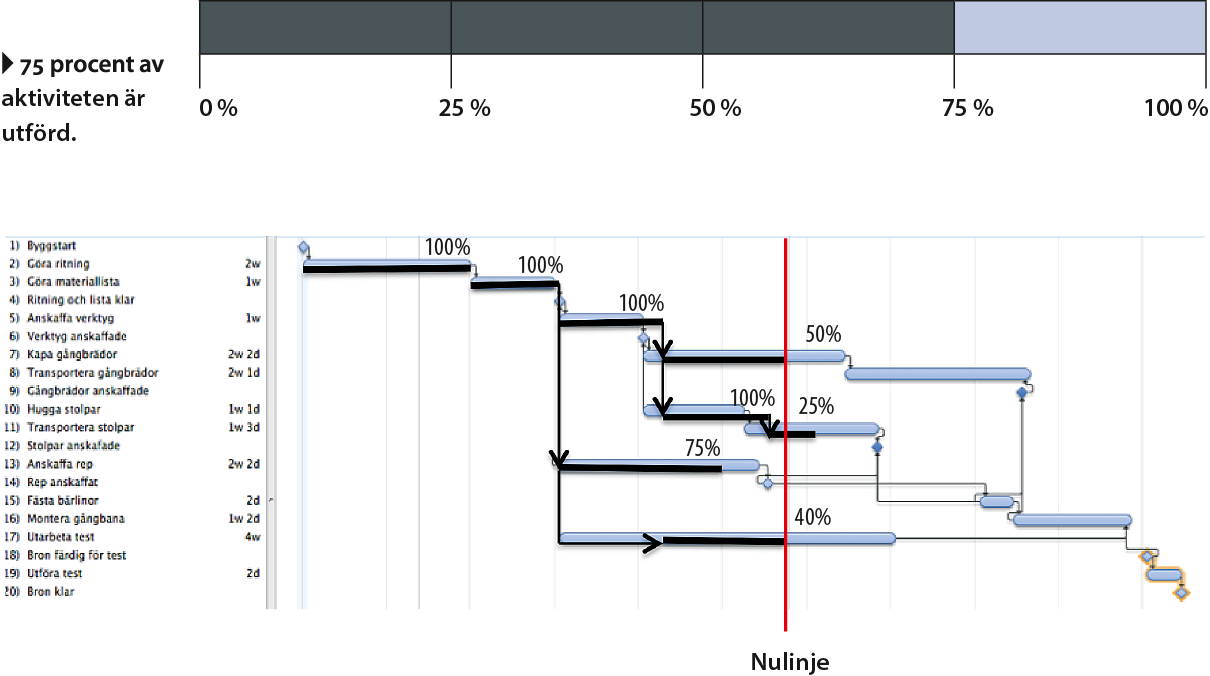 ▶ 75 procent av
aktiviteten är
utförd.
0 % 25 % 50 % 75 % 100 %
1) Byggstart
100%
2) Göra ritning 2w
100%
3) Göra materiallista 1w
4) Ritning och lista klar
100%
5) Anskaffa verktyg 1w
6) Verktyg anskaffade
50%
7) Kapa gångbrädor 2w 2d
8) Transportera gångbrädor 2w 1d
9) Gångbrädor anskaffade
100% 25%
10) Hugga stolpar 1w 1d
11) Transportera stolpar 1w 3d
12) Stolpar anskafade
75%
13) Anskaffa rep 2w 2d
14) Rep anskaffat
15) Fästa bärlinor 2d
16) Montera gångbana 1w 2d
40%
17) Utarbeta test 4w
18) Bron färdig för test
19) Utföra test 2d
20) Bron klar
Nulinje